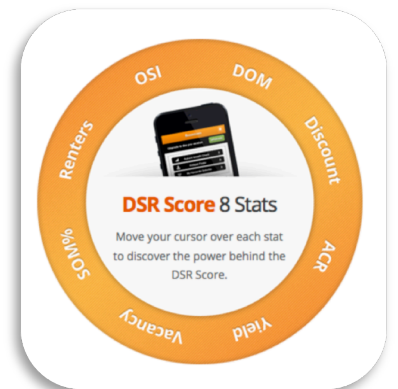 OSI
DOM
Discount
ACR
Yield
Vacancy
SOM%
Renters
DSR Score 8 Stats
Move your cursor over each stat
to discover the power behind the
DSR Score.